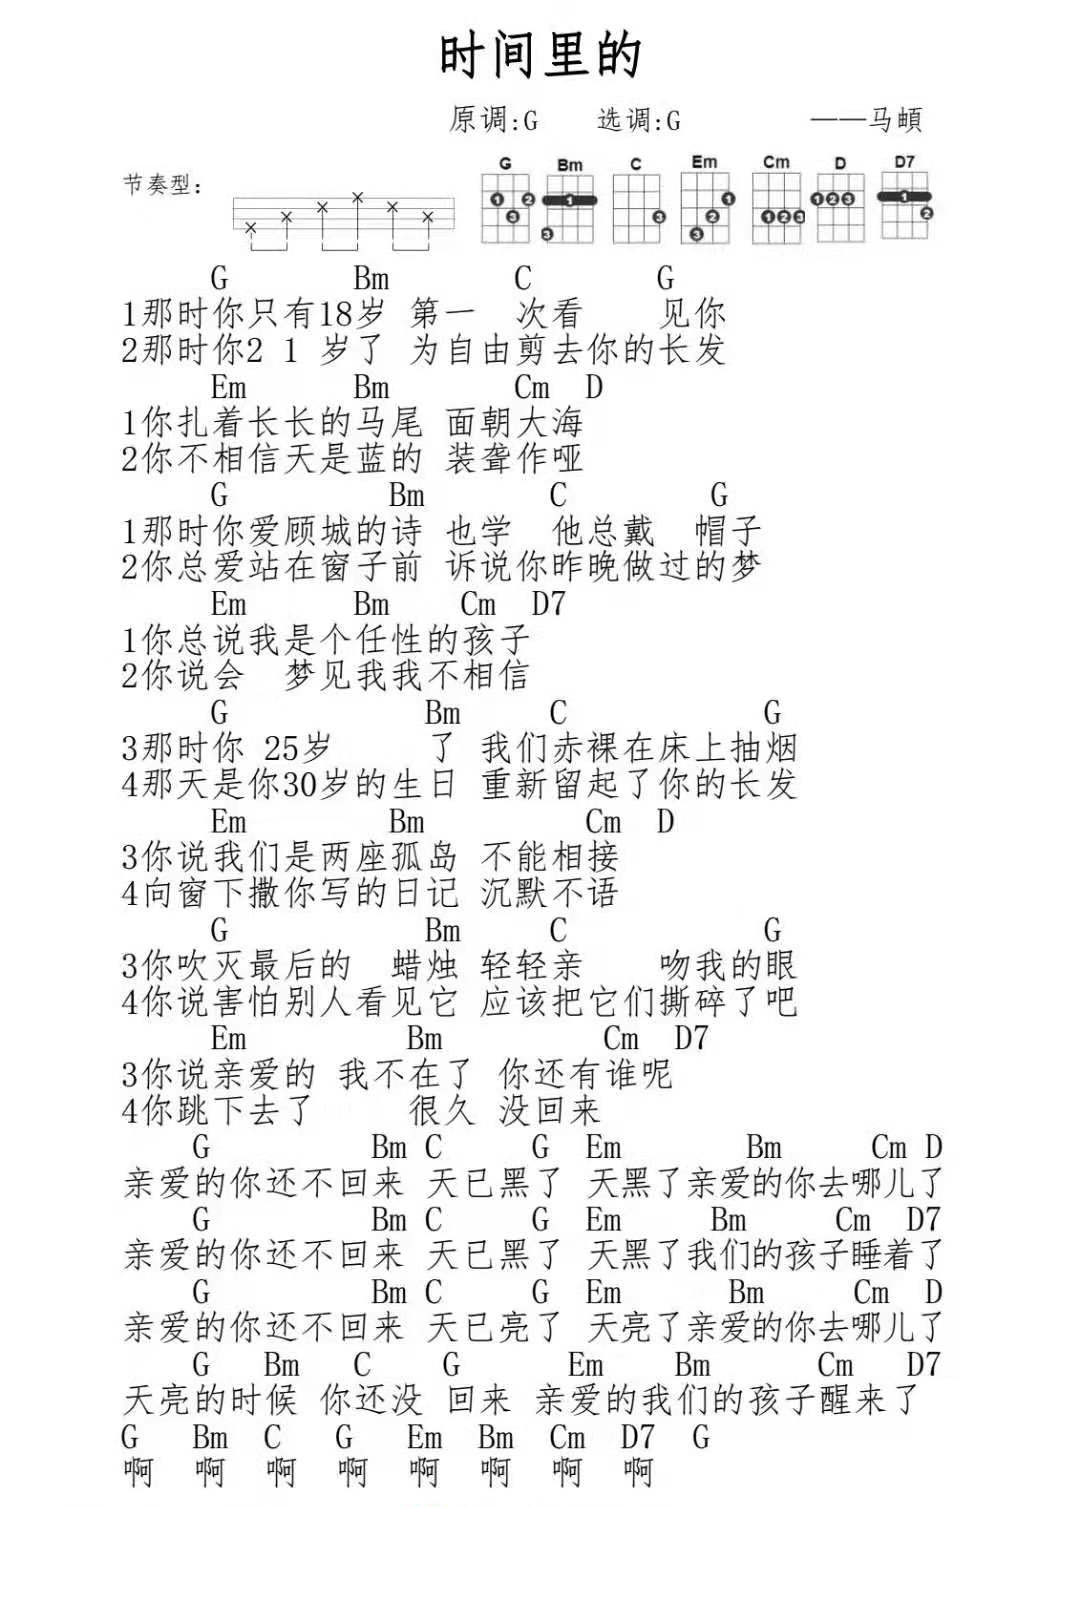 时间里的
原调:G 选调:G ——马頔
节奏型:
G Bm C Em Cm D D7
G Bm C G
1那时你只有18岁 第一 次看 见你
2那时你2 1 岁了 为自由剪去你的长发
Em Bm Cm D
1你扎着长长的马尾 面朝大海
2你不相信天是蓝的 装聋作哑
G Bm C G
1那时你爱顾城的诗 也学 他总戴 帽子
2你总爱站在窗子前 诉说你昨晚做过的梦
Em Bm Cm D7
1你总说我是个任性的孩子
2你说会 梦见我我不相信
G Bm C G
3那时你 25岁 了 我们赤裸在床上抽烟
4那天是你30岁的生日 重新留起了你的长发
Em Bm Cm D
3你说我们是两座孤岛 不能相接
4向窗下撒你写的日记 沉默不语
G Bm C G
3你吹灭最后的 蜡烛 轻轻亲 吻我的眼
4你说害怕别人看见它 应该把它们撕碎了吧
Em Bm Cm D7
3你说亲爱的 我不在了 你还有谁呢
4你跳下去了 很久 没回来
G Bm C G Em Bm Cm D
亲爱的你还不回来 天已黑了 天黑了亲爱的你去哪儿了
G Bm C G Em Bm Cm D7
亲爱的你还不回来 天已黑了 天黑了我们的孩子睡着了
G Bm C G Em Bm Cm D
亲爱的你还不回来 天已亮了 天亮了亲爱的你去哪儿了
G Bm C G Em Bm Cm D7
天亮的时候 你还没 回来 亲爱的我们的孩子醒来了
G Bm C G Em Bm Cm D7 G
啊 啊 啊 啊 啊 啊 啊 啊